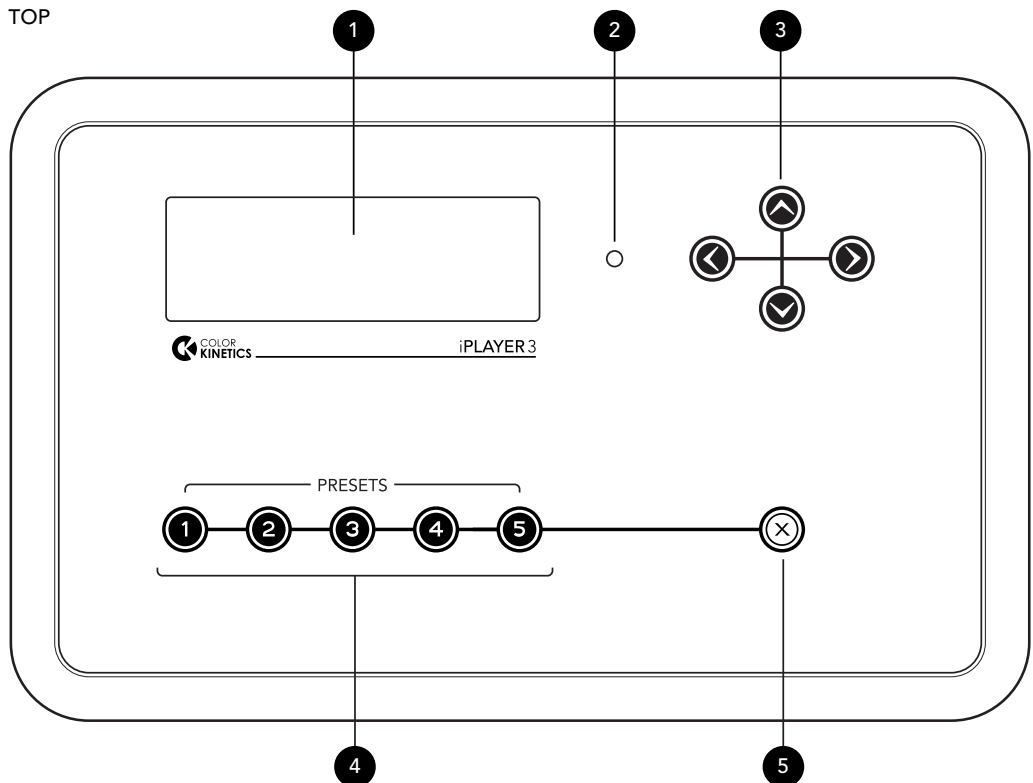 TOP
1 2 3
COLOR
KINETICS
iPLAYER 3
PRESETS
1 2 3 4 5 X
4 5